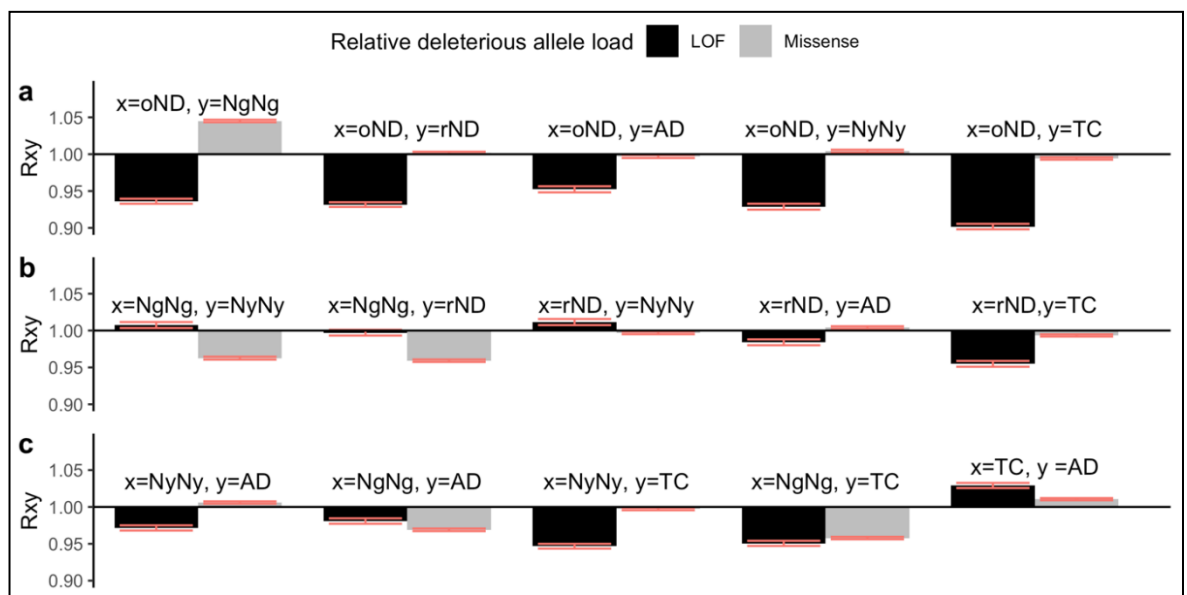 Relative deleterious allele load LOF Missense
a
x=oND, y=NgNg x=oND, y=rND x=oND, y=AD x=oND, y=NyNy x=oND, y=TC
Rxy
1.05
1.00
0.95
0.90
b
x=NgNg, y=NyNy x=NgNg, y=rND x=rND, y=NyNy x=rND, y=AD x=rND,y=TC
Rxy
1.05
1.00
0.95
0.90
c
x=NyNy, y=AD x=NgNg, y=AD x=NyNy, y=TC x=NgNg, y=TC x=TC, y =AD
Rxy
1.05
1.00
0.95
0.90